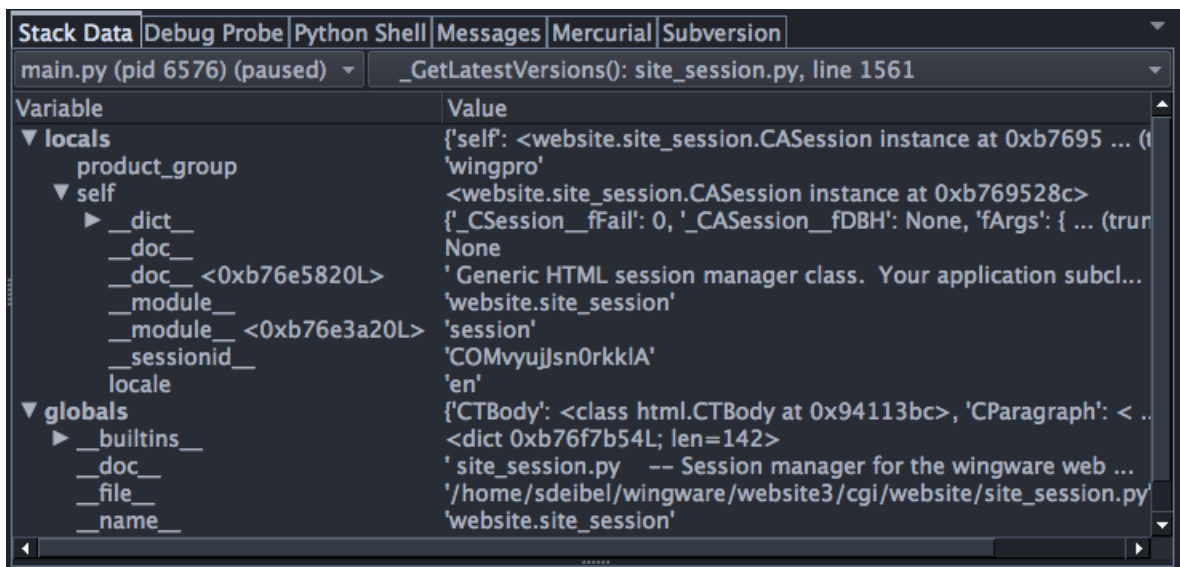 Stack Data Debug Probe Python Shell Messages Mercurial Subversion
main.py (pid 6576) (paused) _GetLatestVersions(): site_session.py, line 1561
Variable Value
locals {'self': <website.site_session.CASession instance at 0xb7695 ... (t
product_group 'wingpro'
self <website.site_session.CASession instance at 0xb769528c>
__dict__ {'_CSession__fFail': 0, '_CASession__fDBH': None, 'fArgs': { ... (trun
__doc__ None
__doc__ <0xb76e5820L> ' Generic HTML session manager class.  Your application subcl...
__module__ 'website.site_session'
__module__ <0xb76e3a20L> 'session'
__sessionid__ 'COMvyujJsn0rkklA'
locale 'en'
globals {'CTBody': <class html.CTBody at 0x94113bc>, 'CParagraph': < ..
__builtins__ <dict 0xb76f7b54L; len=142>
__doc__ ' site_session.py   -- Session manager for the wingware web ...
__file__ '/home/sdeibel/wingware/website3/cgi/website/site_session.py'
__name__ 'website.site_session'